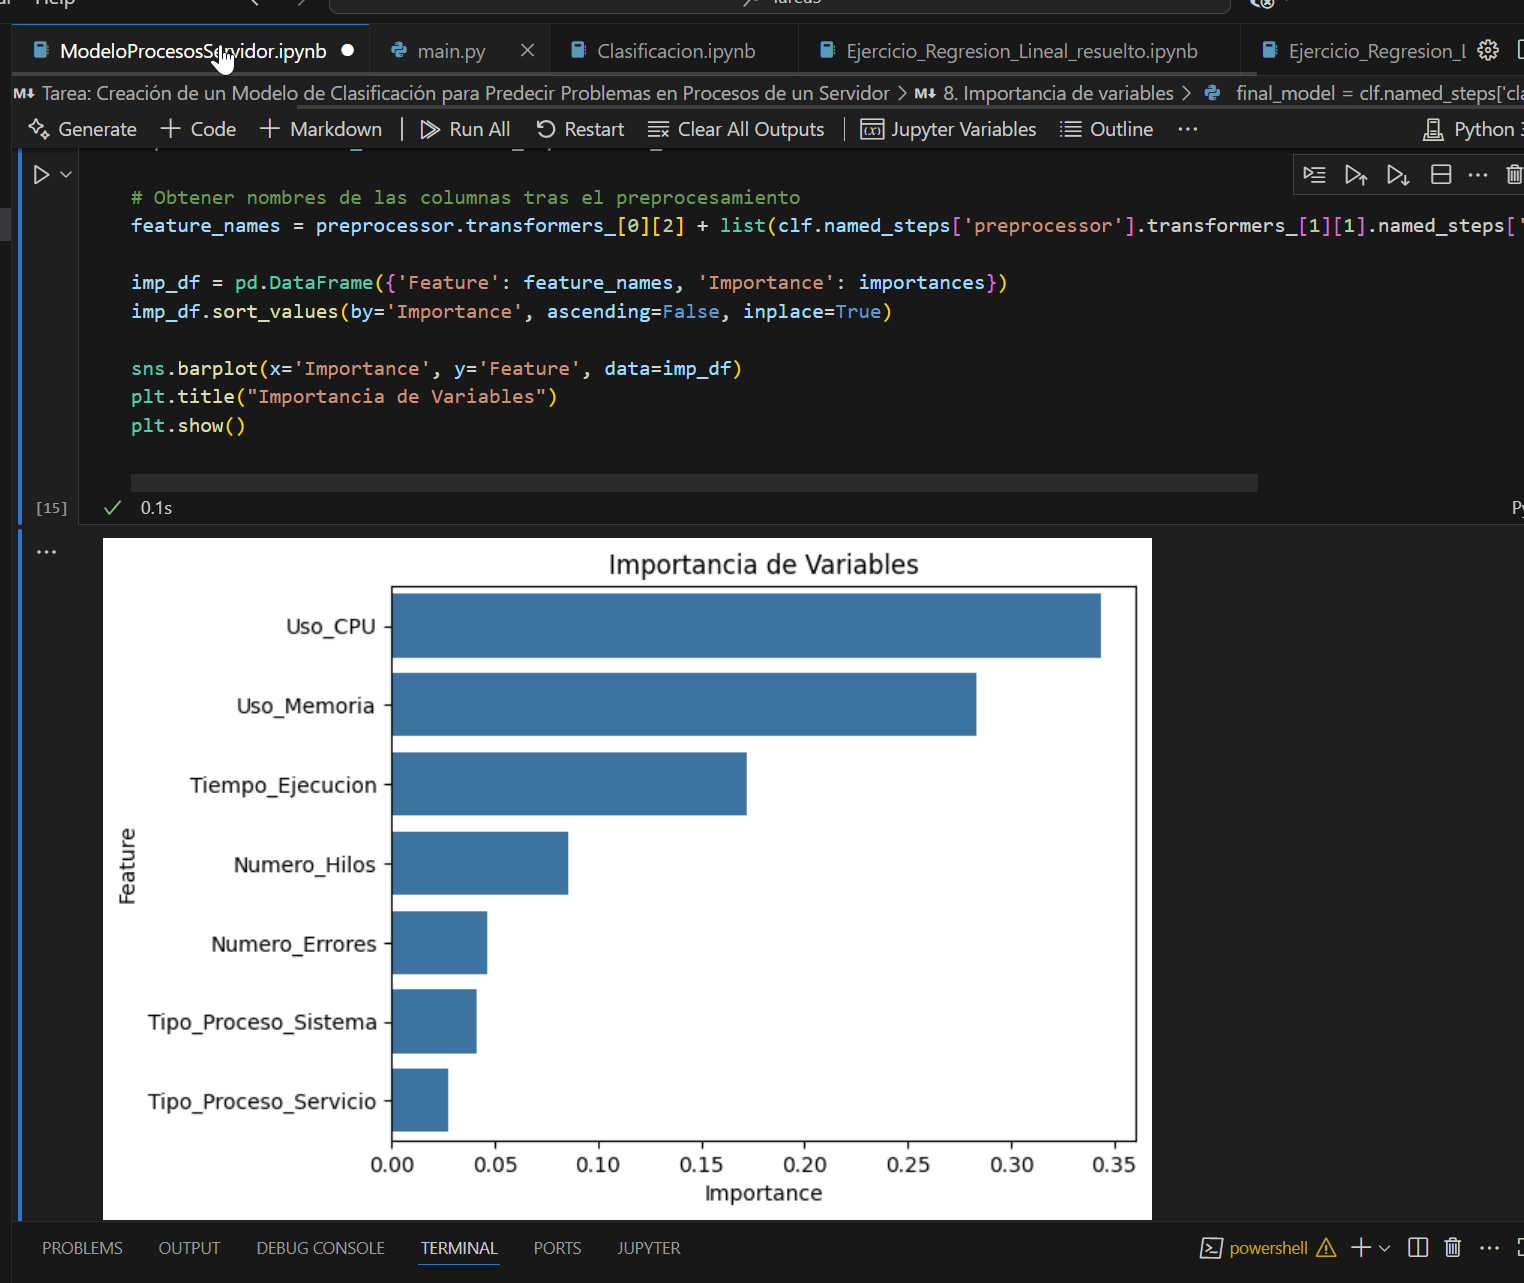 Help
ModeloProcesosServidor.ipynb
main.py
Clasificacion.ipynb
Ejercicio_Regresion_Lineal_resuelto.ipynb
Ejercicio_Regresion_L
Tarea: Creación de un Modelo de Clasificación para Predecir Problemas en Procesos de un Servidor > M↓ 8. Importancia de variables > final_model = clf.named_steps['cla
Generate + Code + Markdown | Run All Restart Clear All Outputs | Jupyter Variables Outline ... Python 3
# Obtener nombres de las columnas tras el preprocesamiento
feature_names = preprocessor.transformers_[0][2] + list(clf.named_steps['preprocessor'].transformers_[1][1].named_steps['
imp_df = pd.DataFrame({'Feature': feature_names, 'Importance': importances})
imp_df.sort_values(by='Importance', ascending=False, inplace=True)
sns.barplot(x='Importance', y='Feature', data=imp_df)
plt.title("Importancia de Variables")
plt.show()
[15] 0.1s
Importancia de Variables
Uso_CPU
Uso_Memoria
Tiempo_Ejecucion
Numero_Hilos
Numero_Errores
Tipo_Proceso_Sistema
Tipo_Proceso_Servicio
Feature
0.00 0.05 0.10 0.15 0.20 0.25 0.30 0.35
Importance
PROBLEMS OUTPUT DEBUG CONSOLE TERMINAL PORTS JUPYTER powershell